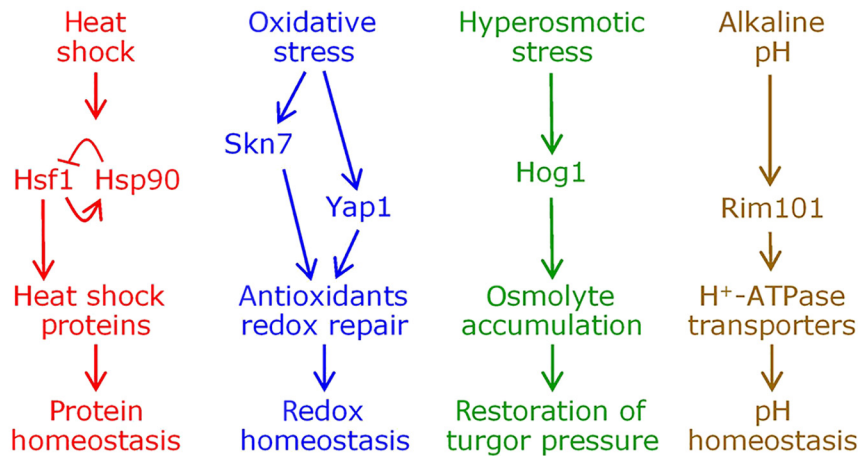 Heat
shock
Hsf1 Hsp90
Heat shock
proteins
Protein
homeostasis
Oxidative
stress
Skn7
Yap1
Antioxidants
redox repair
Redox
homeostasis
Hyperosmotic
stress
Hog1
Osmolyte
accumulation
Restoration of
turgor pressure
Alkaline
pH
Rim101
H⁺-ATPase
transporters
pH
homeostasis